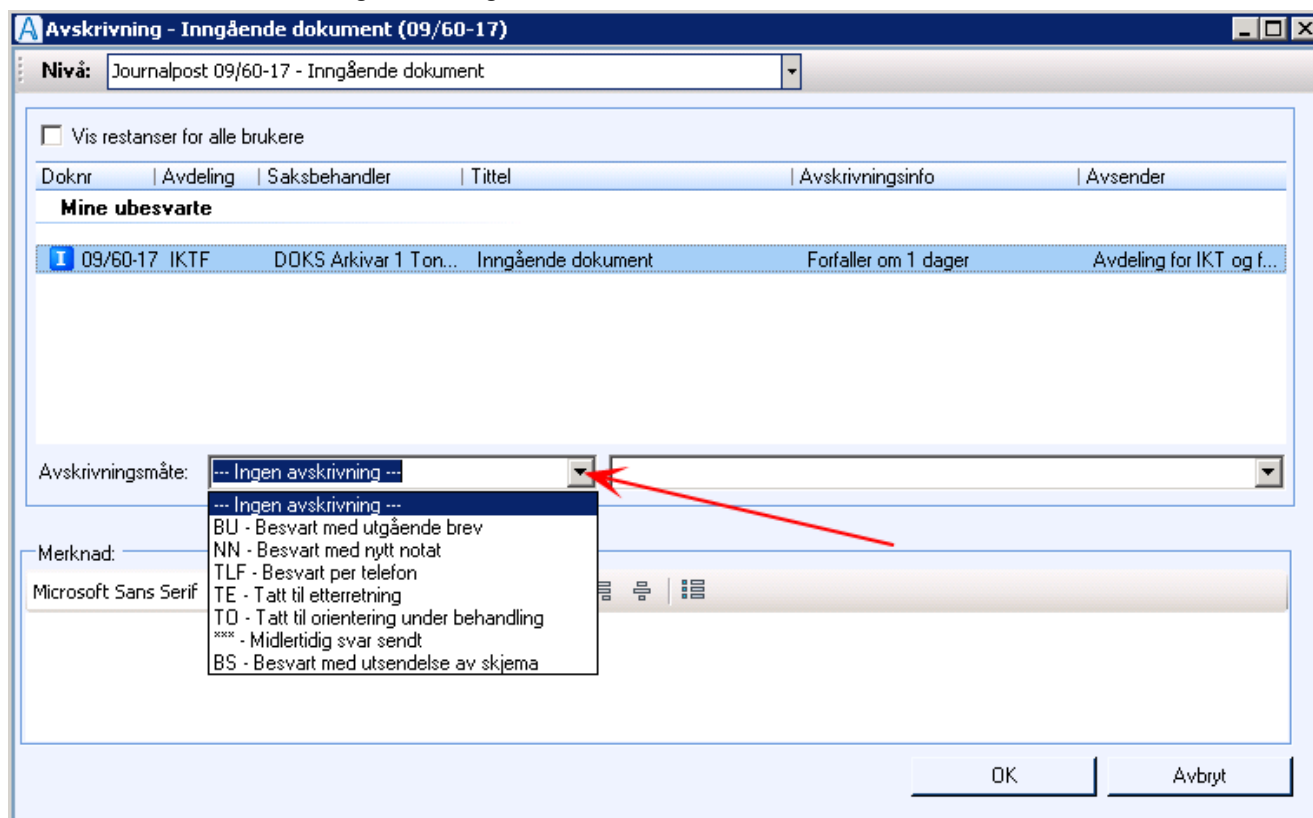 Avskrivning - Inngående dokument (09/60-17)
Nivå: Journalpost 09/60-17 - Inngående dokument
Vis restanser for alle brukere
Doknr Avdeling Saksbehandler Tittel Avskrivningsinfo Avsender
Mine ubesvarte
I 09/60-17 IKTF DOKS Arkivar 1 Ton... Inngående dokument Forfaller om 1 dager Avdeling for IKT og f...
Avskrivningsmåte: --- Ingen avskrivning ---
--- Ingen avskrivning ---
BU - Besvart med utgående brev
NN - Besvart med nytt notat
TLF - Besvart per telefon
TE - Tatt til etterretning
TO - Tatt til orientering under behandling
*** - Midlertidig svar sendt
BS - Besvart med utsendelse av skjema
Merknad:
Microsoft Sans Serif
OK Avbryt